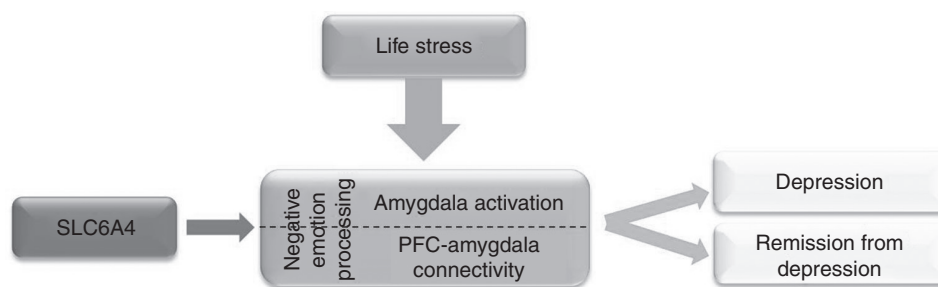 Life stress
SLC6A4
Negative
emotion
processing
Amygdala activation
PFC-amygdala
connectivity
Depression
Remission from
depression